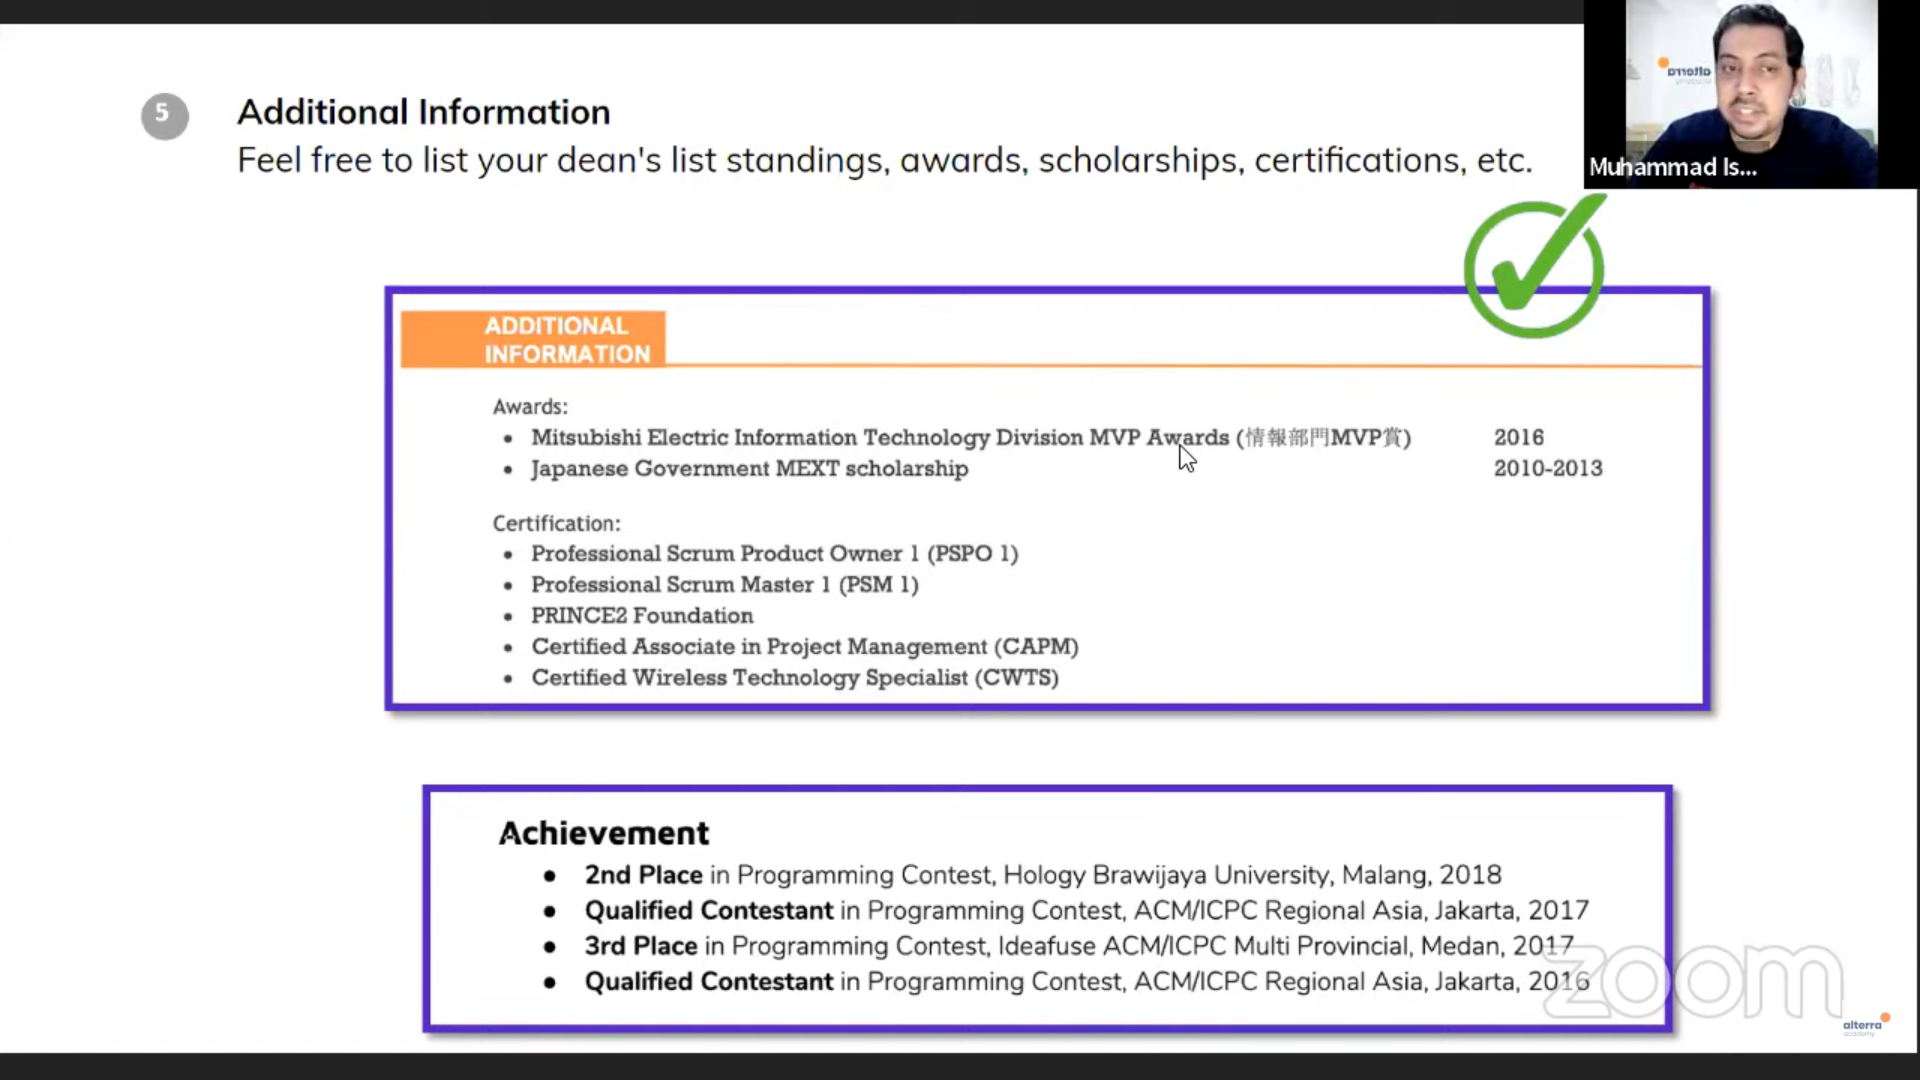 5
Additional Information
Feel free to list your dean's list standings, awards, scholarships, certifications, etc.
alterra
academy
Muhammad Is...
ADDITIONAL
INFORMATION
Awards:
• Mitsubishi Electric Information Technology Division MVP Awards (情報部門MVP賞) 2016
• Japanese Government MEXT scholarship 2010-2013
Certification:
• Professional Scrum Product Owner 1 (PSPO 1)
• Professional Scrum Master 1 (PSM 1)
• PRINCE2 Foundation
• Certified Associate in Project Management (CAPM)
• Certified Wireless Technology Specialist (CWTS)
Achievement
● 2nd Place in Programming Contest, Hology Brawijaya University, Malang, 2018
● Qualified Contestant in Programming Contest, ACM/ICPC Regional Asia, Jakarta, 2017
● 3rd Place in Programming Contest, Ideafuse ACM/ICPC Multi Provincial, Medan, 2017
● Qualified Contestant in Programming Contest, ACM/ICPC Regional Asia, Jakarta, 2016
zoom
alterra
academy